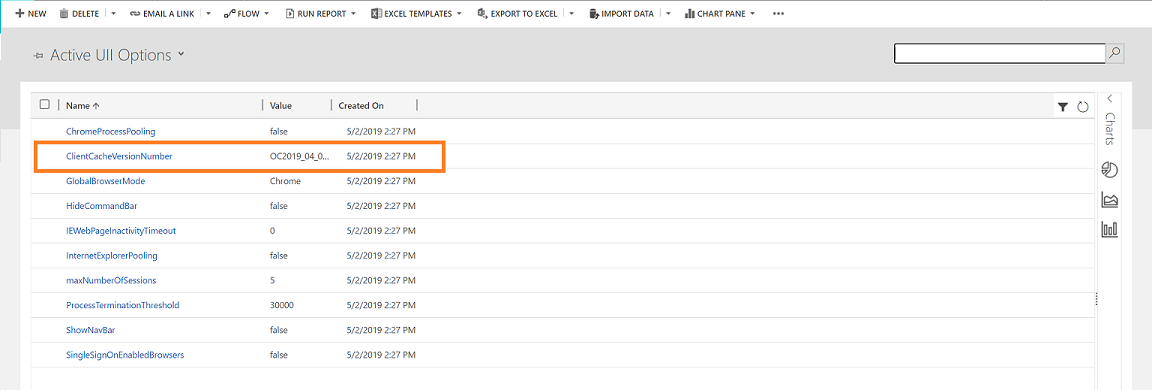 NEW DELETE EMAIL A LINK FLOW RUN REPORT EXCEL TEMPLATES EXPORT TO EXCEL IMPORT DATA CHART PANE
Active UII Options
Name Value Created On
ChromeProcessPooling false 5/2/2019 2:27 PM
ClientCacheVersionNumber OC2019_04_0... 5/2/2019 2:27 PM
GlobalBrowserMode Chrome 5/2/2019 2:27 PM
HideCommandBar false 5/2/2019 2:27 PM
IEWebPageInactivityTimeout 0 5/2/2019 2:27 PM
InternetExplorerPooling false 5/2/2019 2:27 PM
maxNumberOfSessions 5 5/2/2019 2:27 PM
ProcessTerminationThreshold 30000 5/2/2019 2:27 PM
ShowNavBar false 5/2/2019 2:27 PM
SingleSignOnEnabledBrowsers false 5/2/2019 2:27 PM
Charts